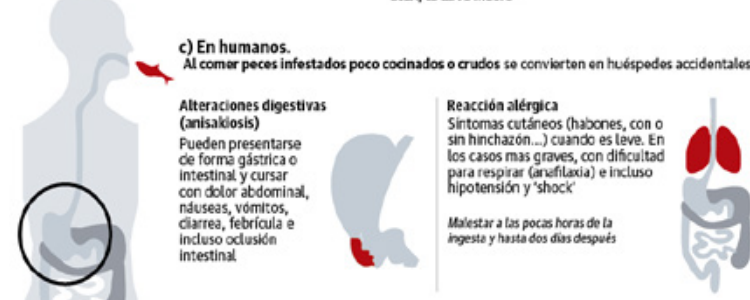 c) En humanos.
Al comer peces infestados poco cocinados o crudos se convierten en huéspedes accidentales
Alteraciones digestivas
(anisakiosis)
Pueden presentarse
de forma gástrica o
intestinal y cursar
con dolor abdominal,
náuseas, vómitos,
diarrea, febrícula e
incluso oclusión
intestinal
Reacción alérgica
Síntomas cutáneos (habones, con o
sin hinchazón...) cuando es leve. En
los casos mas graves, con dificultad
para respirar (anafilaxia) e incluso
hipotensión y 'shock'
Malestar a las pocas horas de la
ingesta y hasta dos días después